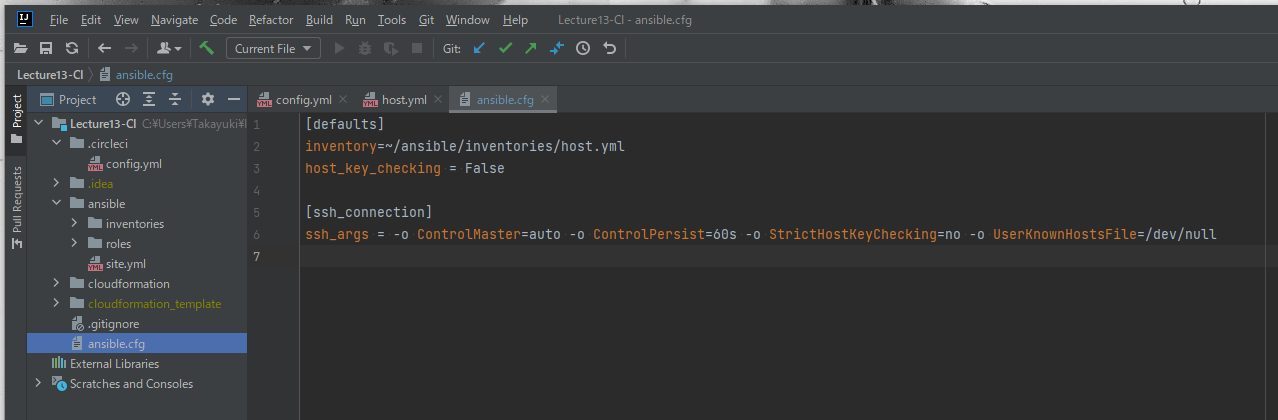 File Edit View Navigate Code Refactor Build Run Tools Git Window Help Lecture13-CI - ansible.cfg
Current File Git:
Lecture13-CI ansible.cfg
Project config.yml host.yml ansible.cfg
Project
Pull Requests
Lecture13-CI C:¥Users¥Takayuki¥
.circleci
config.yml
.idea
ansible
inventories
roles
site.yml
cloudformation
cloudformation_template
.gitignore
ansible.cfg
External Libraries
Scratches and Consoles
1 [defaults]
2 inventory=~/ansible/inventories/host.yml
3 host_key_checking = False
4
5 [ssh_connection]
6 ssh_args = -o ControlMaster=auto -o ControlPersist=60s -o StrictHostKeyChecking=no -o UserKnownHostsFile=/dev/null
7